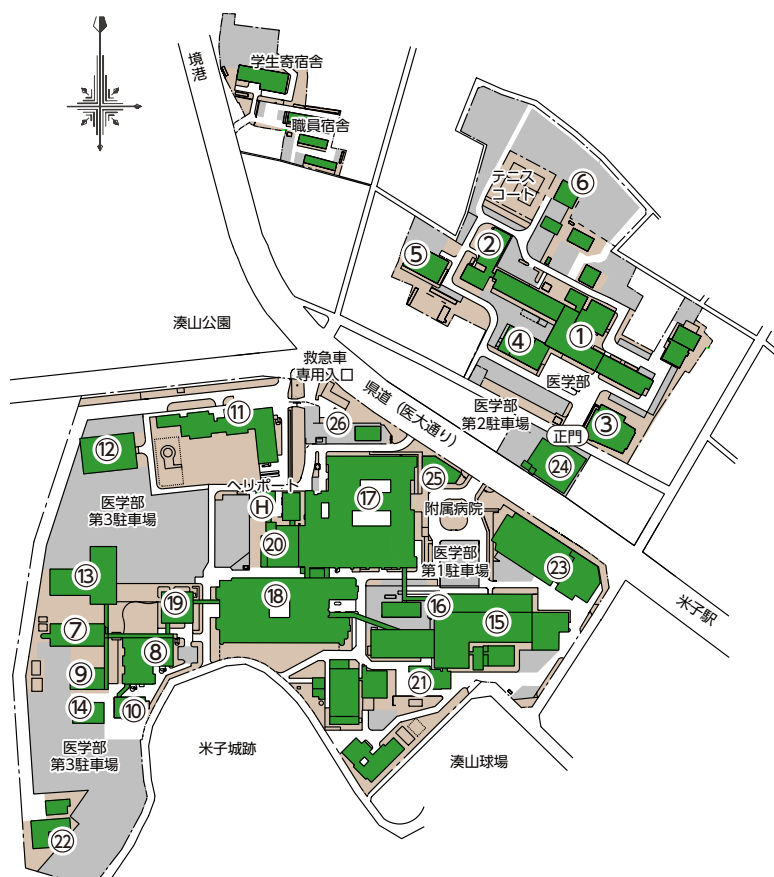 境港
学生寄宿舎
職員宿舎
テニス
コート
⑥
②
⑤
①
④
湊山公園
救急車
専用入口
県道（医大通り）
医学部
医学部
第2駐車場
③
正門
㉔
⑪
㉖
⑫
ヘリポート
H
⑰
㉕
附属病院
医学部
第3駐車場
⑳
医学部
第1駐車場
㉓
⑬
⑲
⑱
⑯
⑮
米子駅
⑦
⑧
⑨
㉑
⑭
⑩
医学部
第3駐車場
米子城跡
湊山球場
㉒